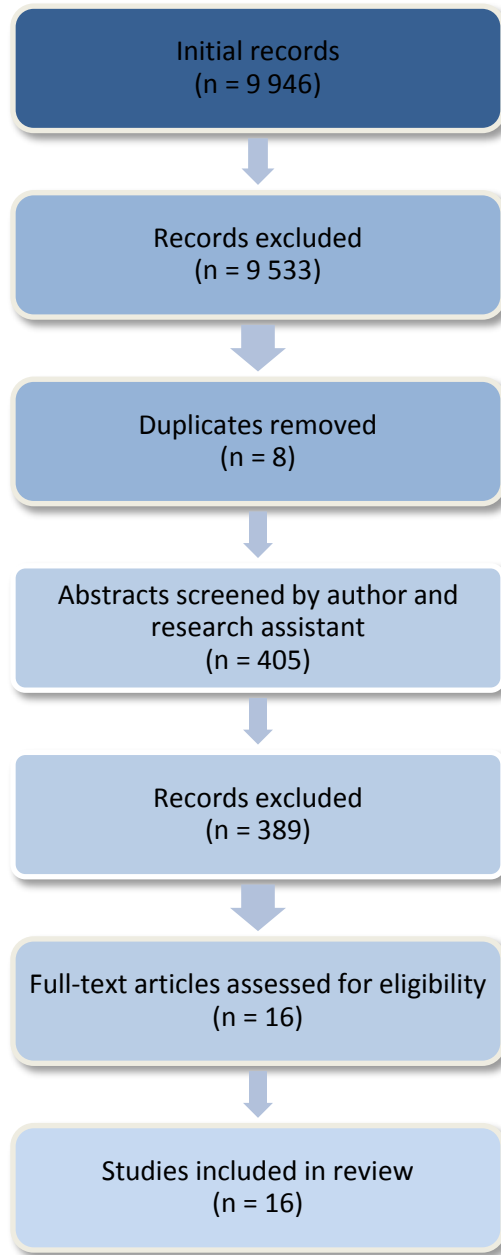 Initial records
(n = 9 946)
Records excluded
(n = 9 533)
Duplicates removed
(n = 8)
Abstracts screened by author and
research assistant
(n = 405)
Records excluded
(n = 389)
Full-text articles assessed for eligibility
(n = 16)
Studies included in review
(n = 16)